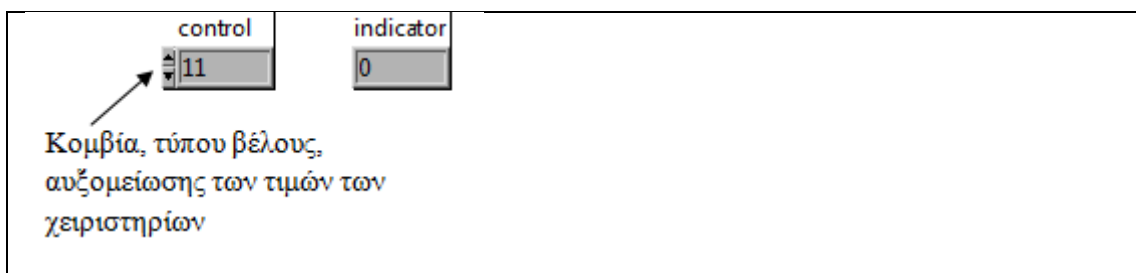 control indicator
11 0
Κομβία, τύπου βέλους,
αυξομείωσης των τιμών των
χειριστηρίων